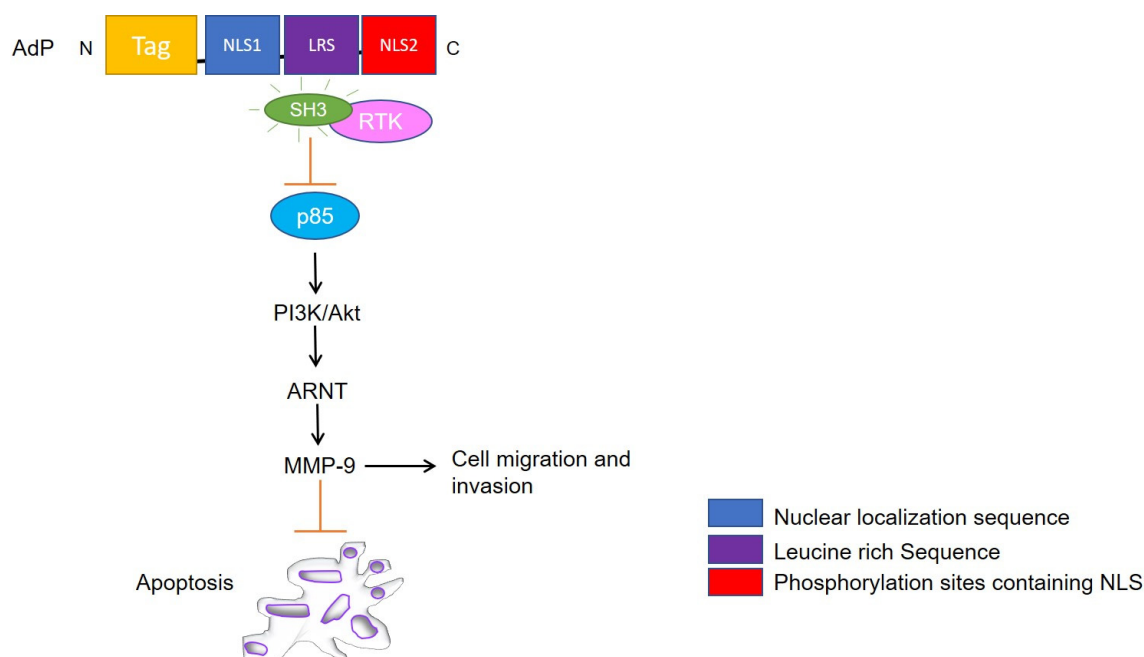 AdP N Tag NLS1 LRS NLS2 C
SH3
RTK
p85
PI3K/Akt
ARNT
MMP-9
Cell migration and
invasion
Apoptosis
Nuclear localization sequence
Leucine rich Sequence
Phosphorylation sites containing NLS